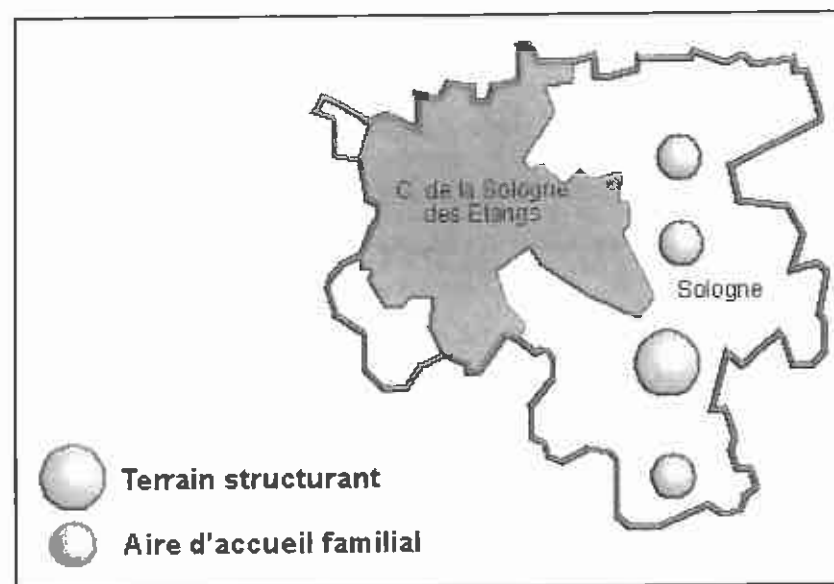 C. de la Sologne
des Etangs
Sologne
Terrain structurant
Aire d'accueil familial